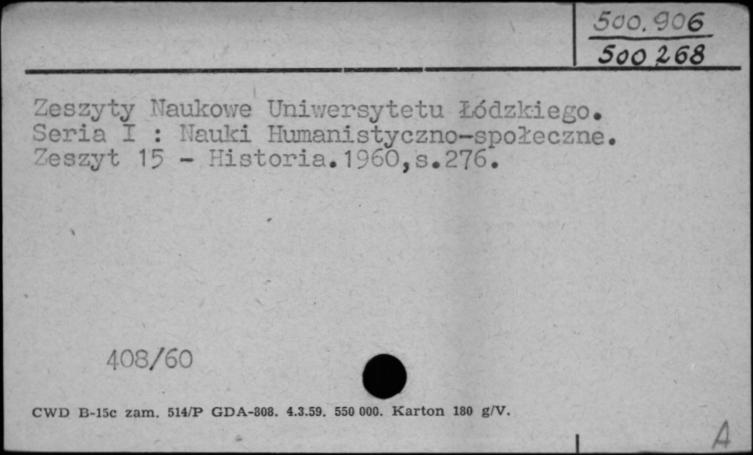 500.906
500 268
Zeszyty Naukowe Uniwersytetu Łódzkiego.
Seria I : Nauki Humanistyczno-społeczne.
Zeszyt 15 - Historia.1960,s.276.
408/60
CWD B-15c zam. 514/P GDA-808. 4.3.59. 550 000. Karton 180 g/V.
A